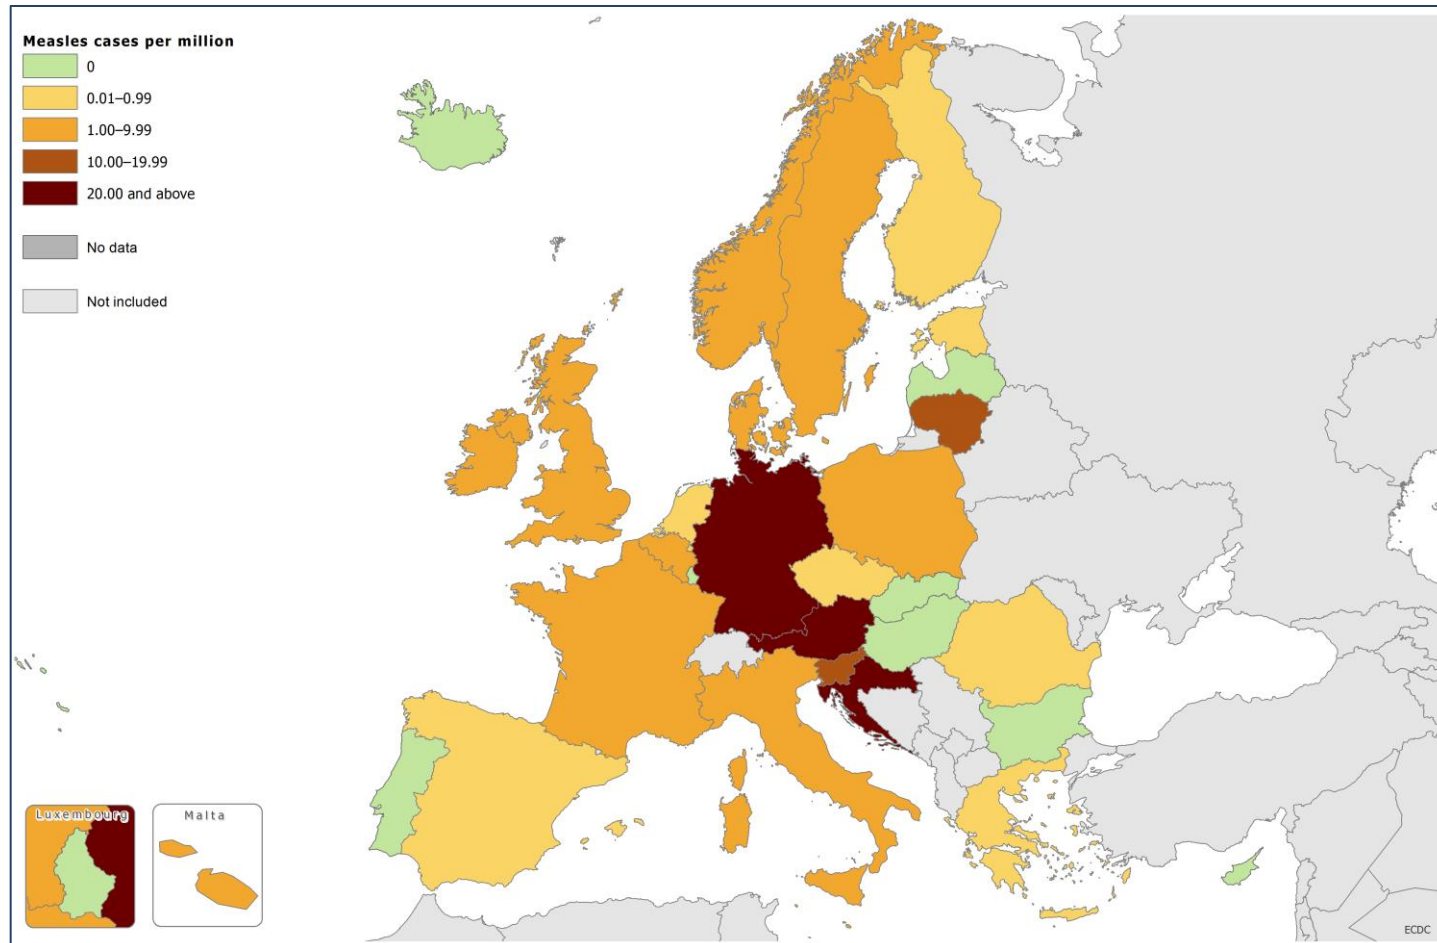 Measles cases per million
0
0.01–0.99
1.00–9.99
10.00–19.99
20.00 and above
No data
Not included
Luxembourg
Malta
ECDC